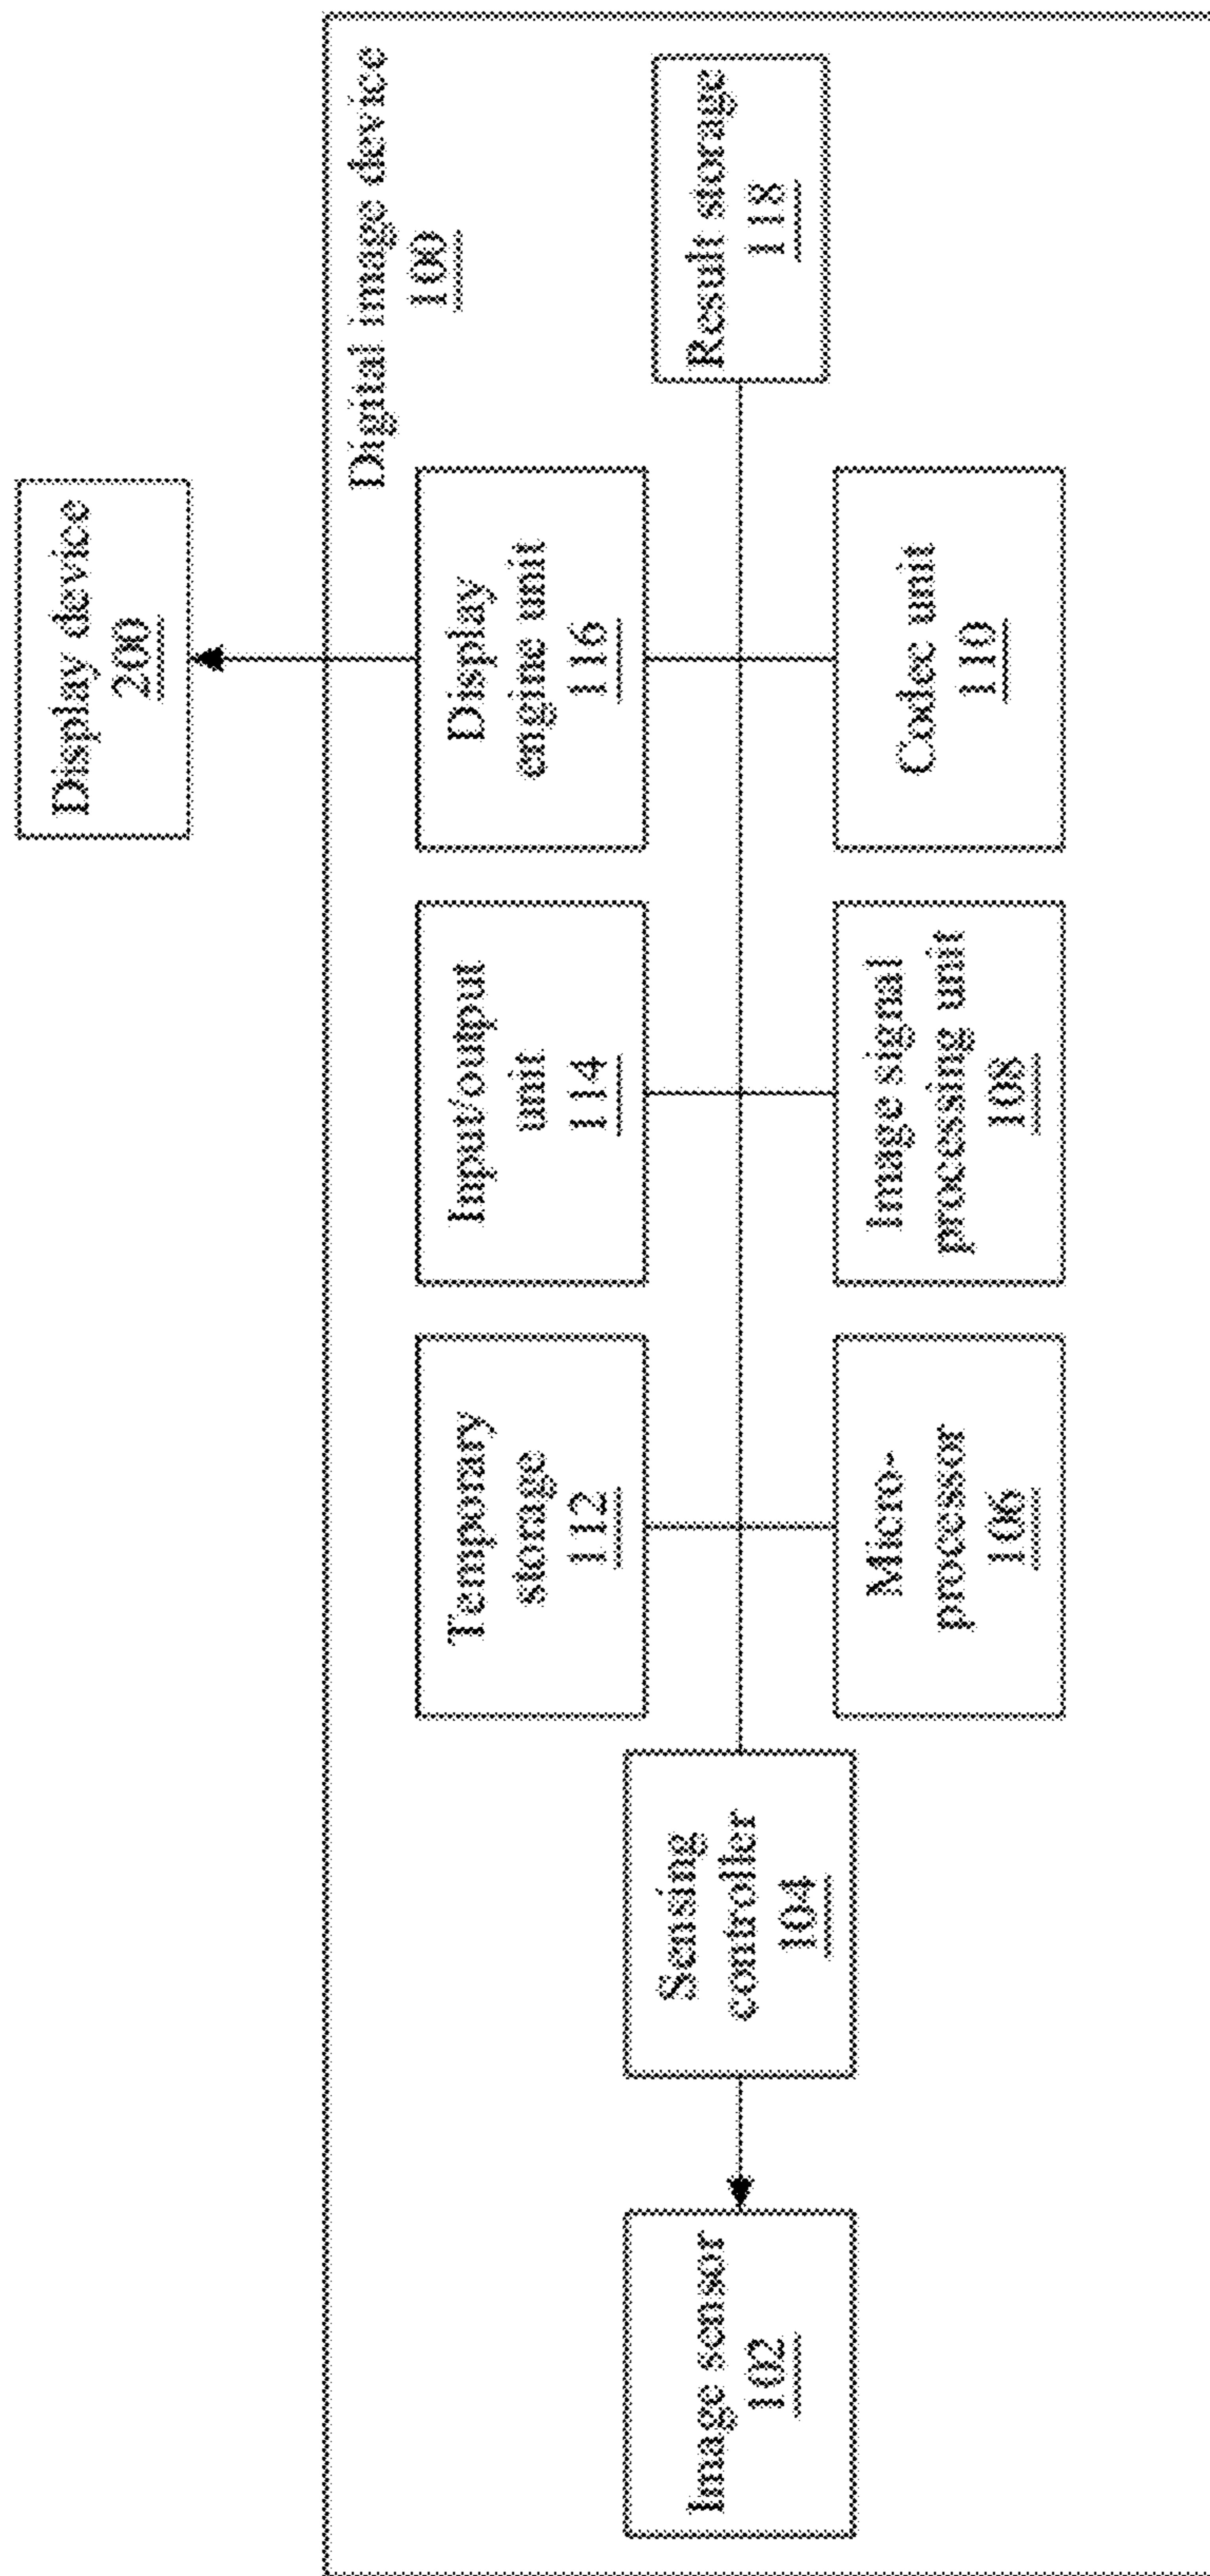 Display device
200
Digital image device
100
Temporary
storage
112
Input/output
unit
114
Display
engine unit
116
Image sensor
102
Sensing
controller
104
Result storage
118
Micro-
processor
106
Image signal
processing unit
108
Codec unit
110